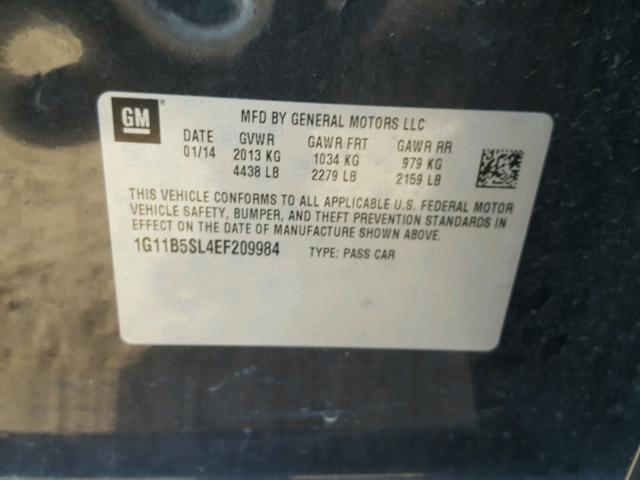 GM ®
MFD BY GENERAL MOTORS LLC
DATE GVWR GAWR FRT GAWR RR
01/14 2013 KG 1034 KG 979 KG
4438 LB 2279 LB 2159 LB
THIS VEHICLE CONFORMS TO ALL APPLICABLE U.S. FEDERAL MOTOR
VEHICLE SAFETY, BUMPER, AND THEFT PREVENTION STANDARDS IN
EFFECT ON THE DATE OF MANUFACTURE SHOWN ABOVE.
1G11B5SL4EF209984 TYPE: PASS CAR